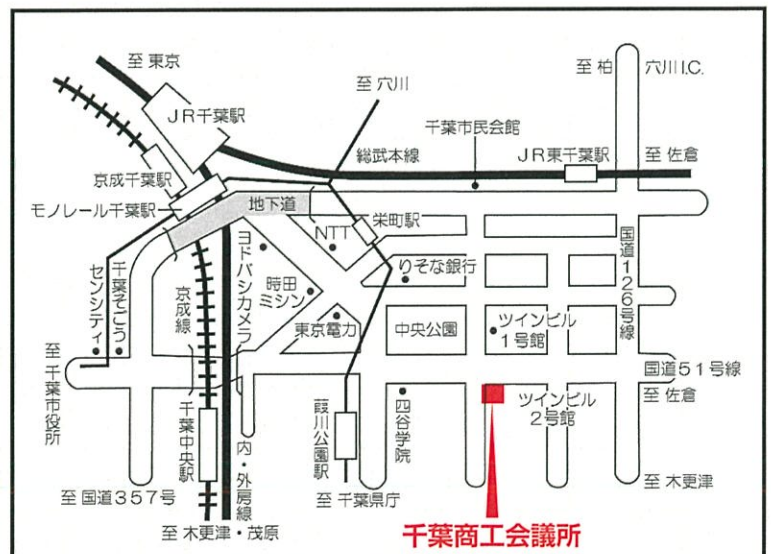 至 東京
至 柏
穴川I.C.
至 穴川
JR千葉駅
千葉市民会館
総武本線
JR東千葉駅
至 佐倉
京成千葉駅
モノレール千葉駅
地下道
栄町駅
NTT
国道126号線
りそな銀行
ヨドバシカメラ
時田
ミシン
千葉そごう
センシティ
京成線
東京電力
中央公園
ツインビル
1号館
至 千葉市役所
国道51号線
至 佐倉
ツインビル
2号館
千葉中央駅
葭川公園駅
四谷学院
内・外房線
至 国道357号
至 千葉県庁
至 木更津
至 木更津・茂原
千葉商工会議所